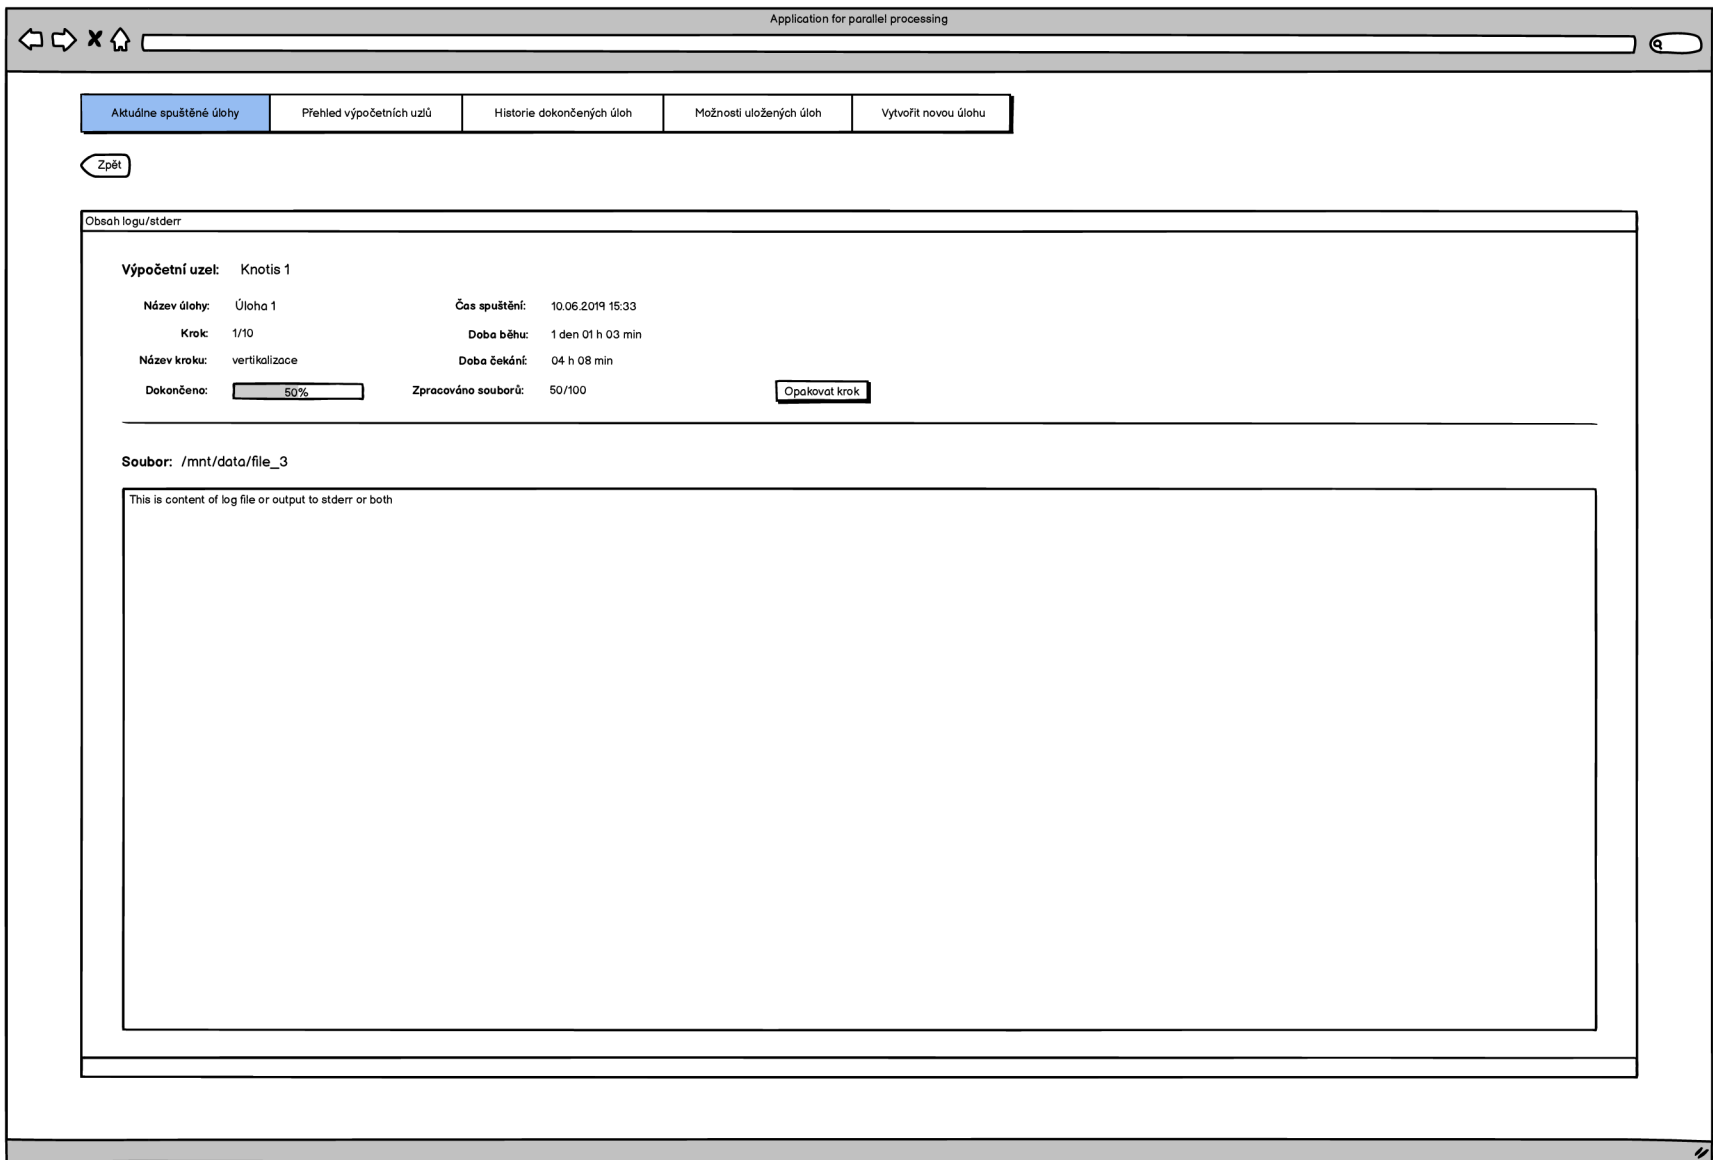 Application for parallel processing
Aktuálne spuštěné úlohy
Přehled výpočetních uzlů
Historie dokončených úloh
Možnosti uložených úloh
Vytvořit novou úlohu
Zpět
Obsah logu/stderr
Výpočetní uzel: Knotis 1
Název úlohy: Úloha 1
Čas spuštění: 10.06.2019 15:33
Krok: 1/10
Doba běhu: 1 den 01 h 03 min
Název kroku: vertikalizace
Doba čekání: 04 h 08 min
Dokončeno: 50%
Zpracováno souborů: 50/100
Opakovat krok
Soubor: /mnt/data/file_3
This is content of log file or output to stderr or both